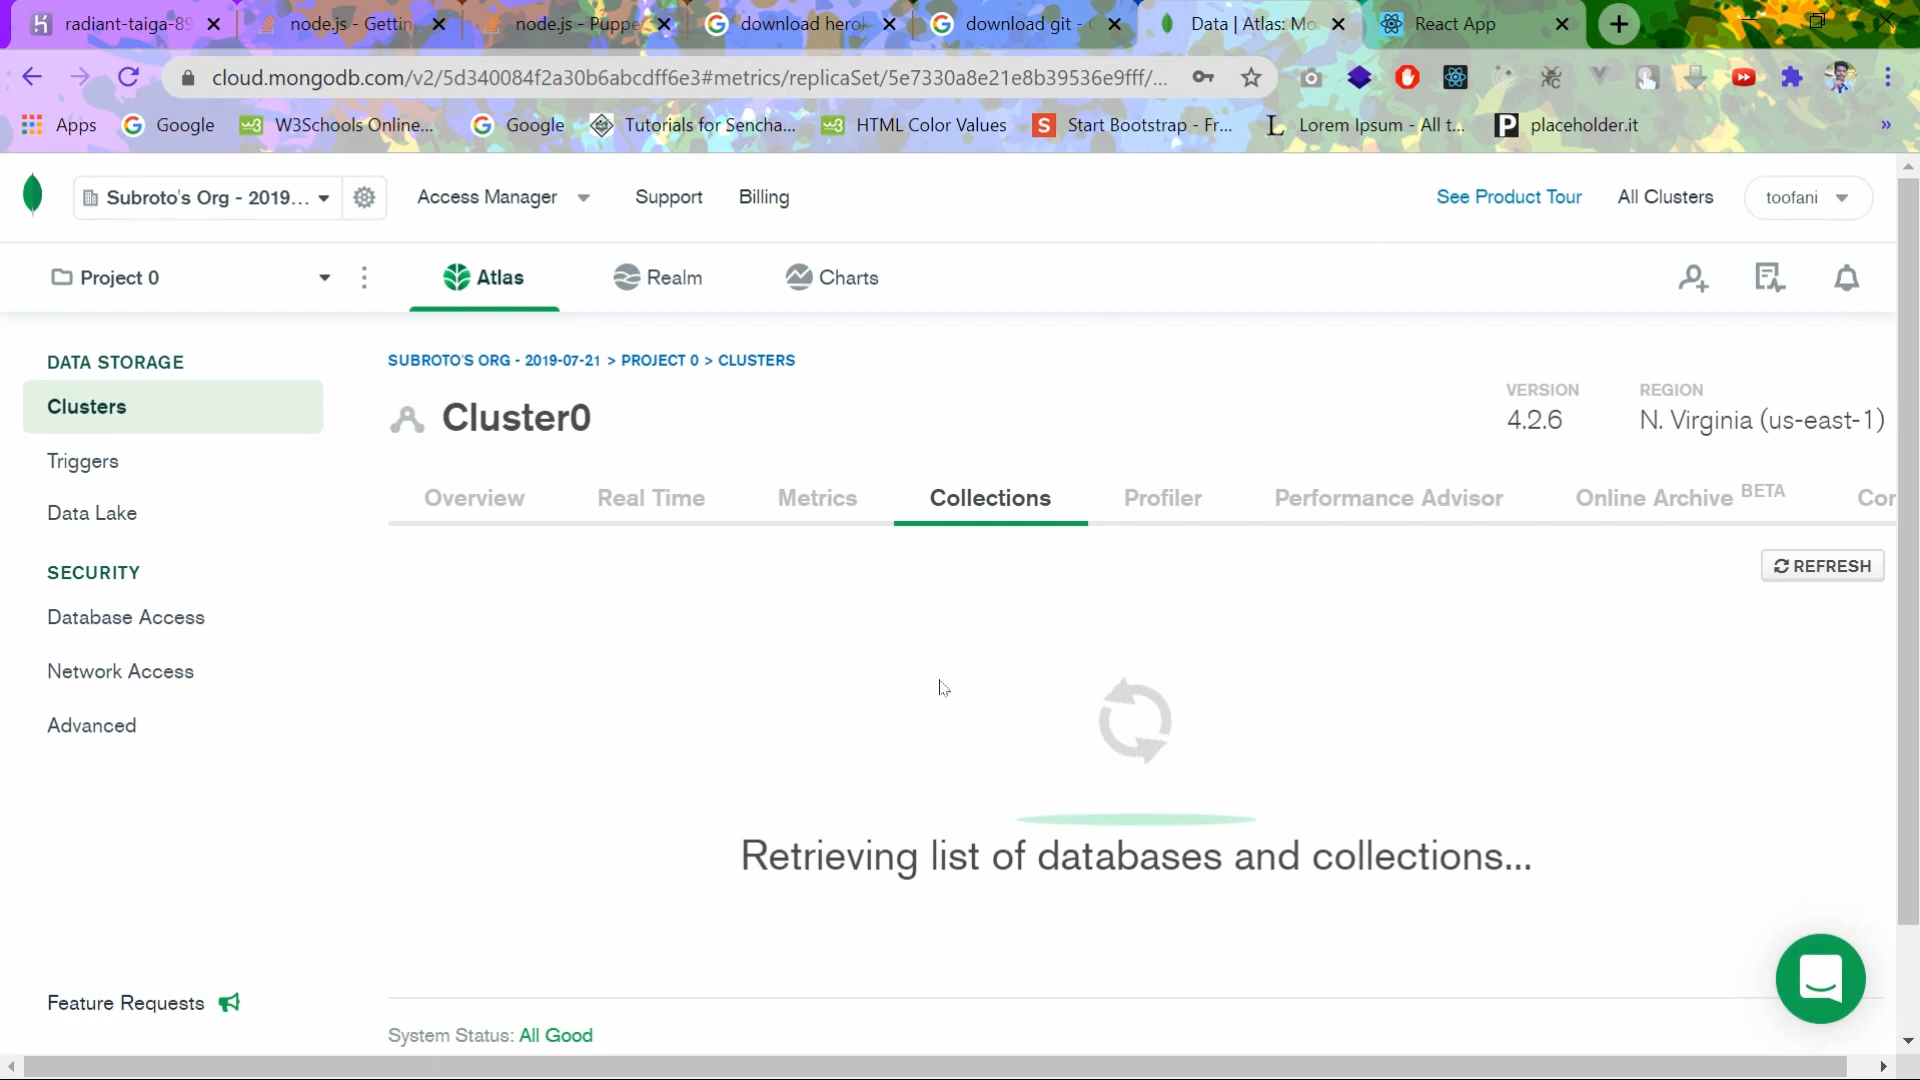 radiant-taiga-89
node.js - Getting
node.js - Puppe
download herok
download git -
Data | Atlas: Mo
React App
cloud.mongodb.com/v2/5d340084f2a30b6abcdff6e3#metrics/replicaSet/5e7330a8e21e8b39536e9fff/...
Apps
Google
W3Schools Online...
Google
Tutorials for Sencha...
HTML Color Values
Start Bootstrap - Fr...
Lorem Ipsum - All t...
placeholder.it
Subroto's Org - 2019...
Access Manager
Support
Billing
See Product Tour
All Clusters
toofani
Project 0
Atlas
Realm
Charts
DATA STORAGE
Clusters
Triggers
Data Lake
SECURITY
Database Access
Network Access
Advanced
Feature Requests
SUBROTO'S ORG - 2019-07-21 > PROJECT 0 > CLUSTERS
Cluster0
VERSION
4.2.6
REGION
N. Virginia (us-east-1)
Overview
Real Time
Metrics
Collections
Profiler
Performance Advisor
Online Archive BETA
Cor
REFRESH
Retrieving list of databases and collections...
System Status: All Good